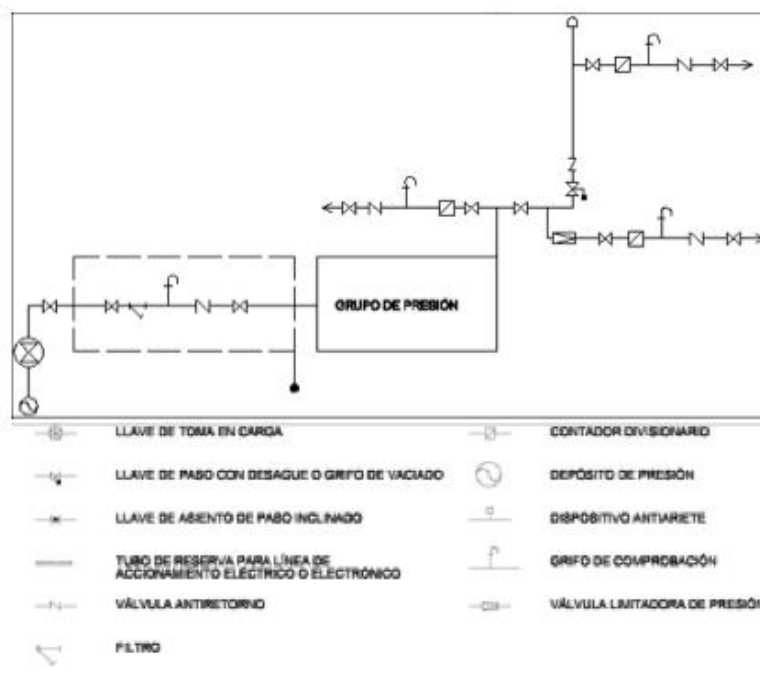 GRUPO DE PRESIÓN
LLAVE DE TOMA EN CARGA
LLAVE DE PASO CON DESAGUE O GRIFO DE VACIADO
LLAVE DE ASIENTO DE PASO INCLINADO
TUBO DE RESERVA PARA LÍNEA DE
ACCIONAMIENTO ELÉCTRICO O ELECTRÓNICO
VÁLVULA ANTIRETORNO
FILTRO
CONTADOR DIVISIONARIO
DEPÓSITO DE PRESIÓN
DISPOSITIVO ANTIARIETE
GRIFO DE COMPROBACIÓN
VÁLVULA LIMITADORA DE PRESIÓN